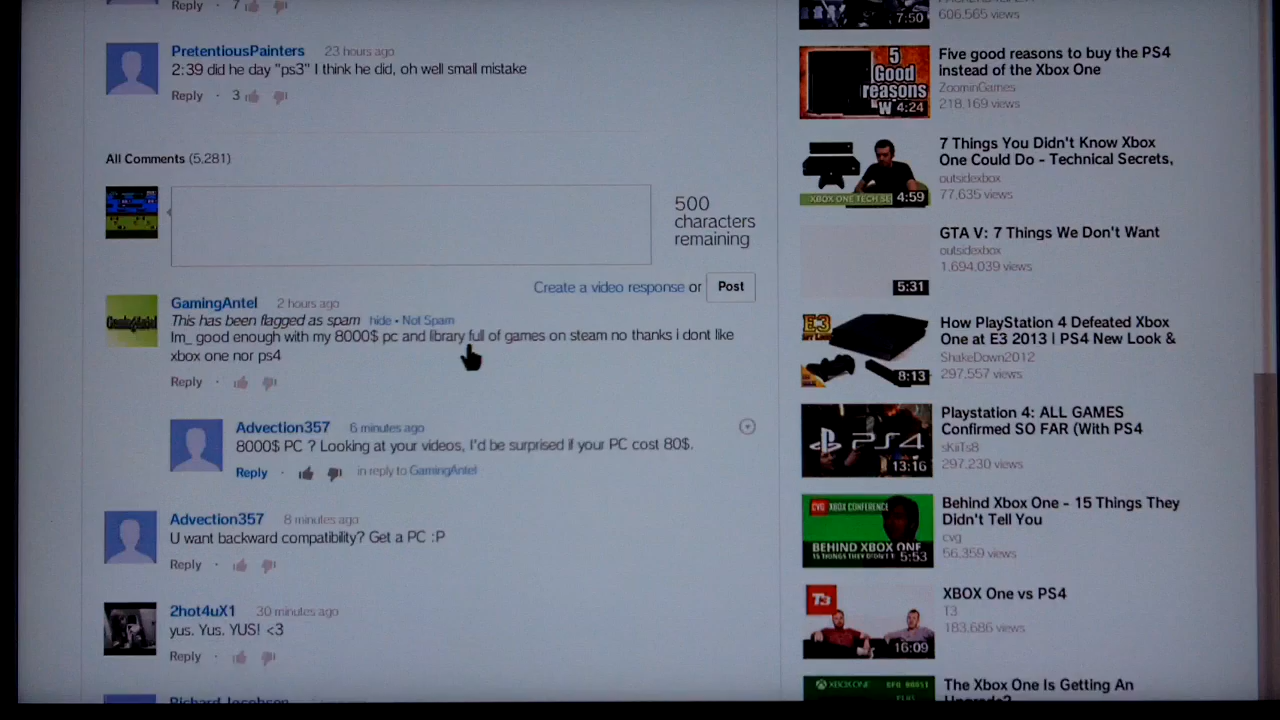 Reply · 7
PretentiousPainters 23 hours ago
2:39 did he day "ps3" I think he did, oh well small mistake
Reply · 3
All Comments (5,281)
500
characters
remaining
Create a video response or Post
GamingAntel 2 hours ago
This has been flagged as spam hide • Not Spam
Im_ good enough with my 8000$ pc and library full of games on steam no thanks i dont like
xbox one nor ps4
Reply ·
Advection357 6 minutes ago
8000$ PC ? Looking at your videos, I'd be surprised if your PC cost 80$.
Reply · in reply to GamingAntel
Advection357 8 minutes ago
U want backward compatibility? Get a PC :P
Reply ·
2hot4uX1 30 minutes ago
yus. Yus. YUS! <3
Reply ·
Richard Jacobson
7:50
606,565 views
5
Good
reasons
W 4:24
Five good reasons to buy the PS4
instead of the Xbox One
ZoominGames
218,169 views
XBOX ONE TECH 4:59
7 Things You Didn't Know Xbox
One Could Do - Technical Secrets,
outsidexbox
77,635 views
5:31
GTA V: 7 Things We Don't Want
outsidexbox
1,694,039 views
E3
8:13
How PlayStation 4 Defeated Xbox
One at E3 2013 | PS4 New Look &
ShakeDown2012
297,557 views
PS4
13:16
Playstation 4: ALL GAMES
Confirmed SO FAR (With PS4
sKiiTs8
297,230 views
CVG XBOX CONFERENCE
BEHIND XBOX ONE
15 THINGS THEY DIDN'T 5:53
Behind Xbox One - 15 Things They
Didn't Tell You
cvg
56,359 views
T3
16:09
XBOX One vs PS4
T3
183,686 views
XBOX ONE
The Xbox One Is Getting An
Upgrade?